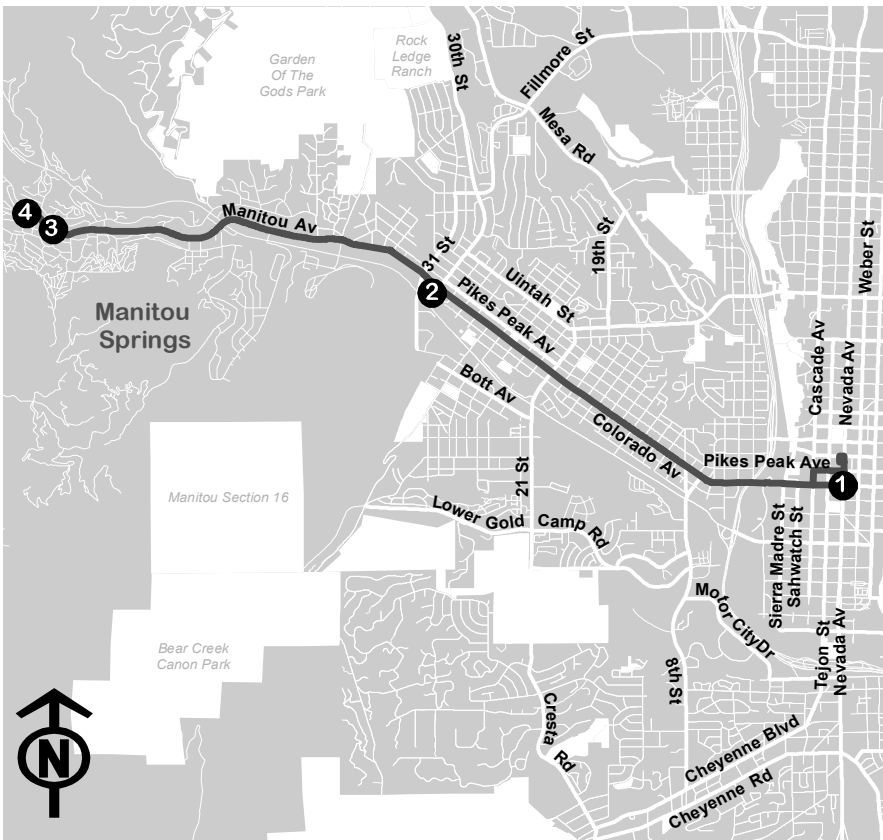 Garden
Of The
Gods Park
Rock
Ledge
Ranch
30th St
Fillmore St
Mesa Rd
4
3
Manitou Av
31 St
2
19th St
Uintah St
Pikes Peak Av
Weber St
Manitou
Springs
Cascade Av
Nevada Av
Bott Av
Colorado Av
Pikes Peak Ave
1
21 St
Manitou Section 16
Lower Gold Camp Rd
Sierra Madre St
Sahwatch St
Motor CityDr
Bear Creek
Canon Park
8th St
Tejon St
Nevada Av
Cresta Rd
Cheyenne Blvd
Cheyenne Rd
N